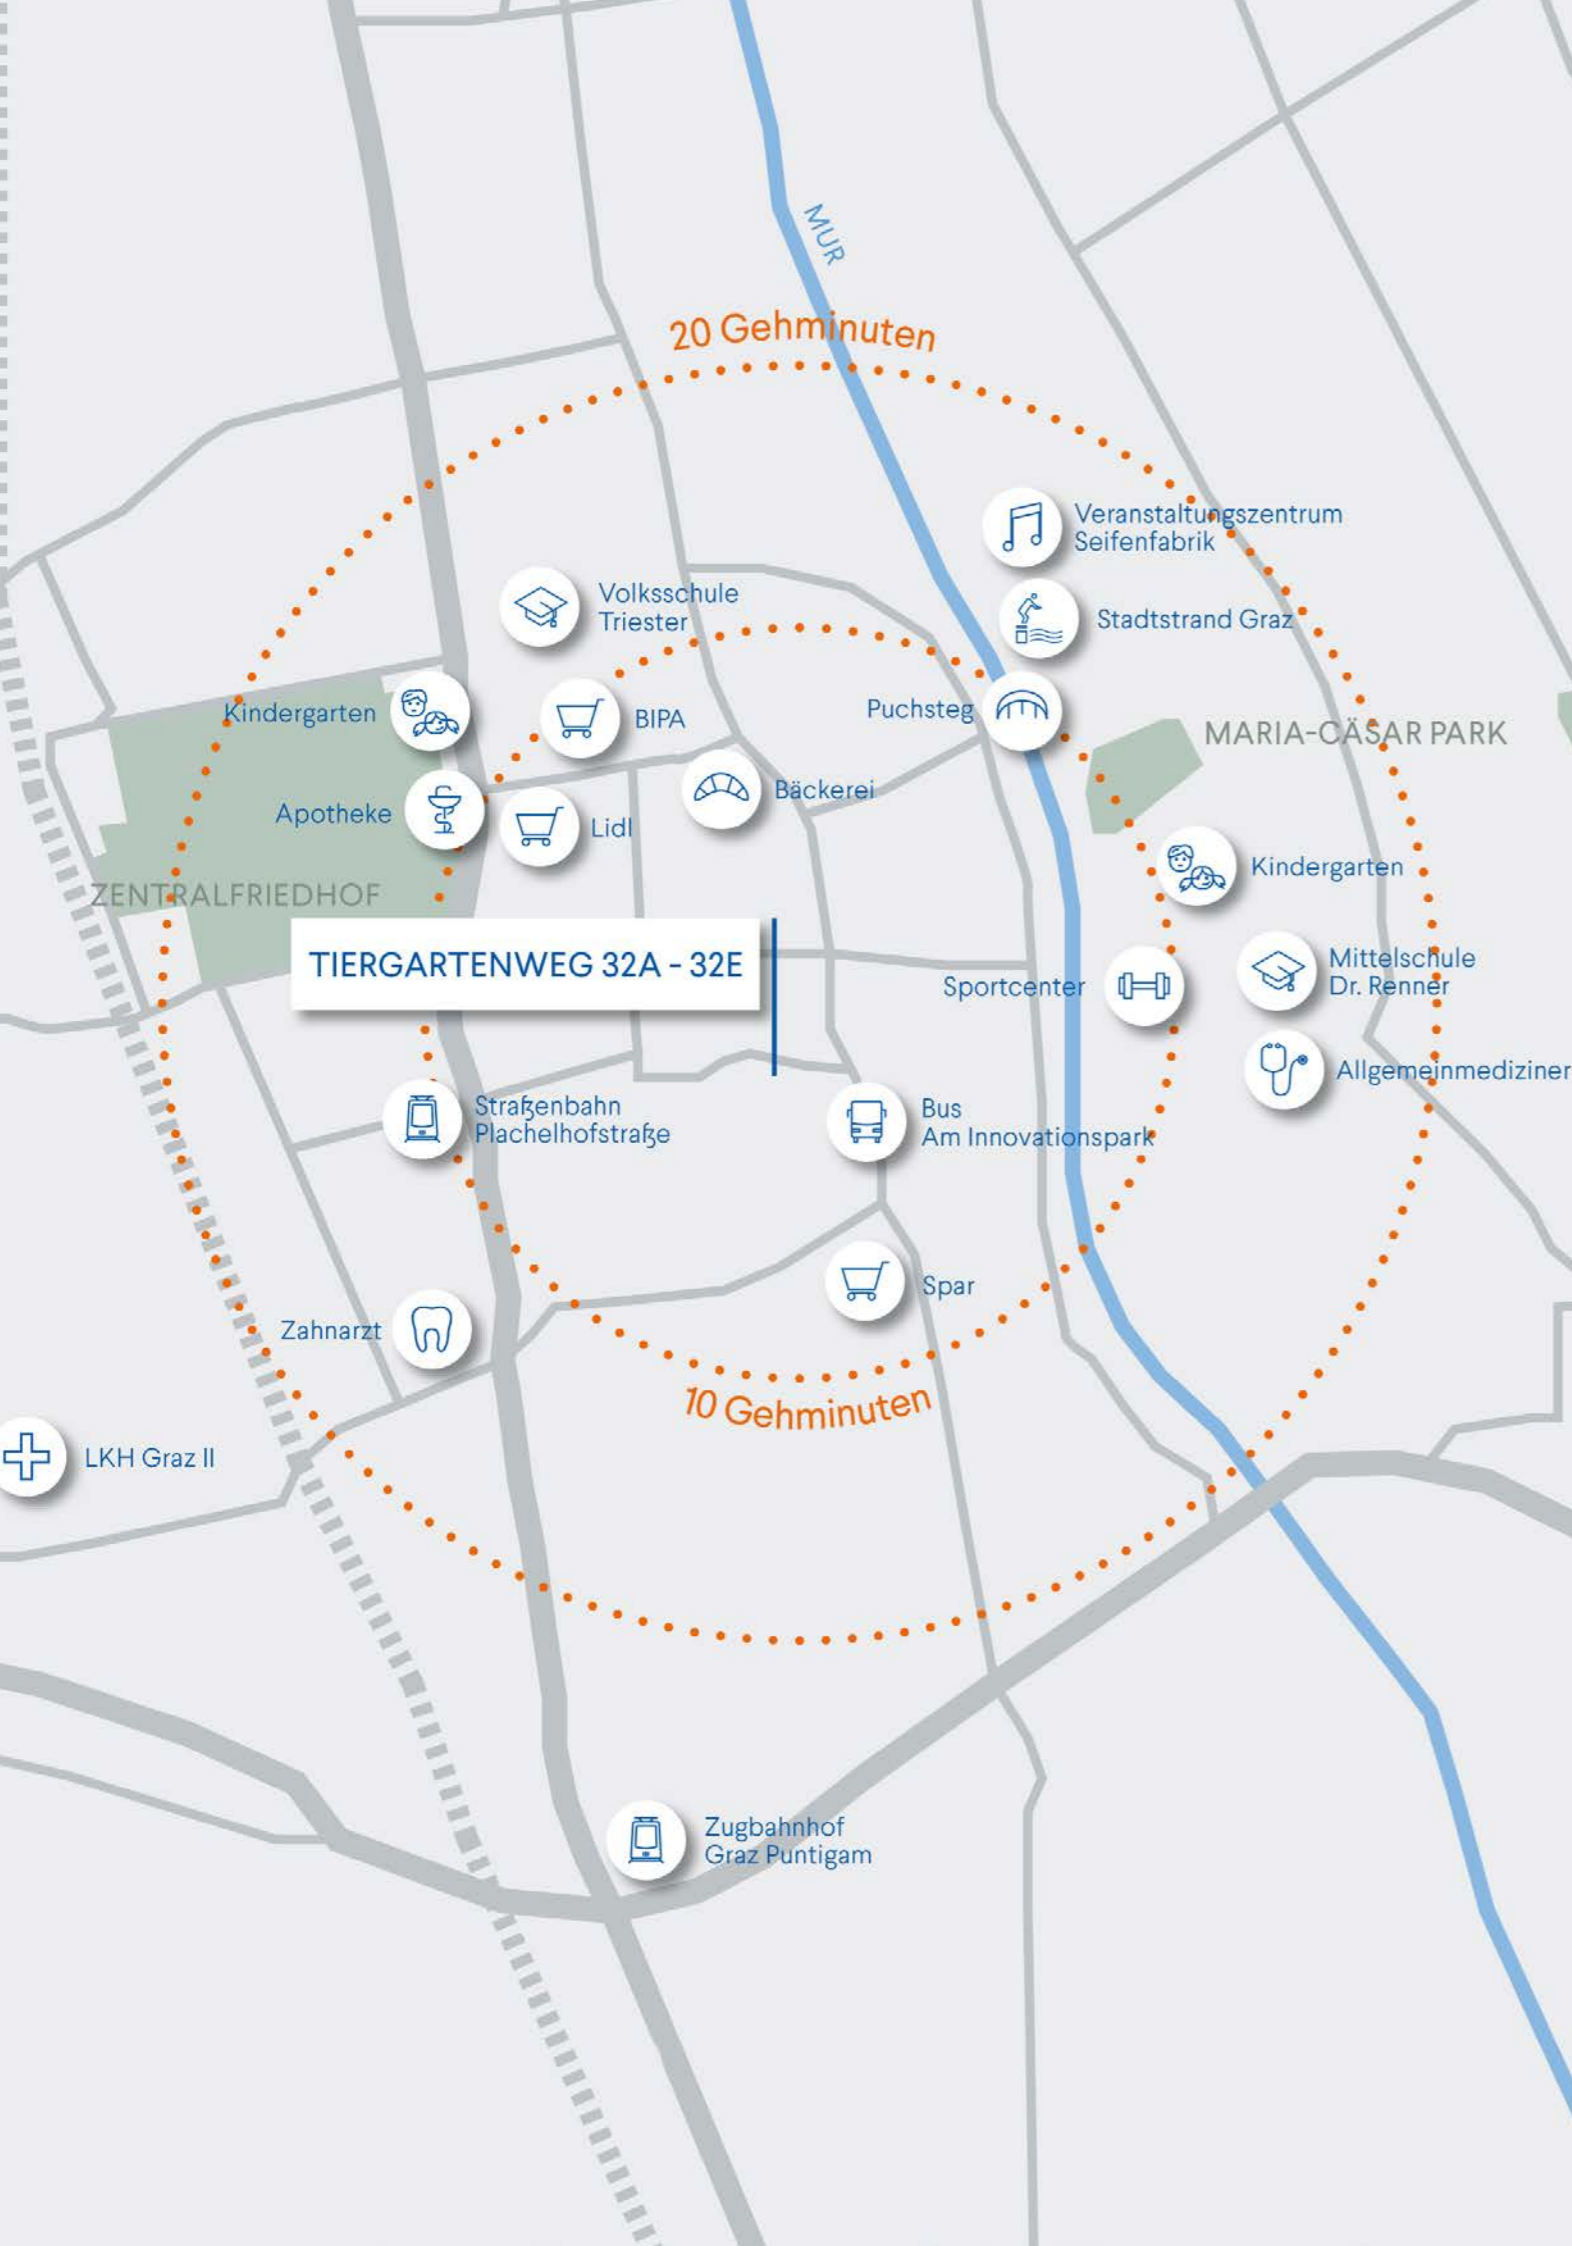 MUR
20 Gehminuten
Veranstaltungszentrum
Seifenfabrik
Volksschule
Triester
Stadtstrand Graz
Kindergarten
BIPA
Puchsteg
MARIA-CÄSAR PARK
Bäckerei
Apotheke
Lidl
Kindergarten
ZENTRALFRIEDHOF
TIERGARTENWEG 32A - 32E
Mittelschule
Dr. Renner
Sportcenter
Allgemeinmediziner
Straßenbahn
Plachelhofstraße
Bus
Am Innovationspark
Spar
Zahnarzt
10 Gehminuten
LKH Graz II
Zugbahnhof
Graz Puntigam